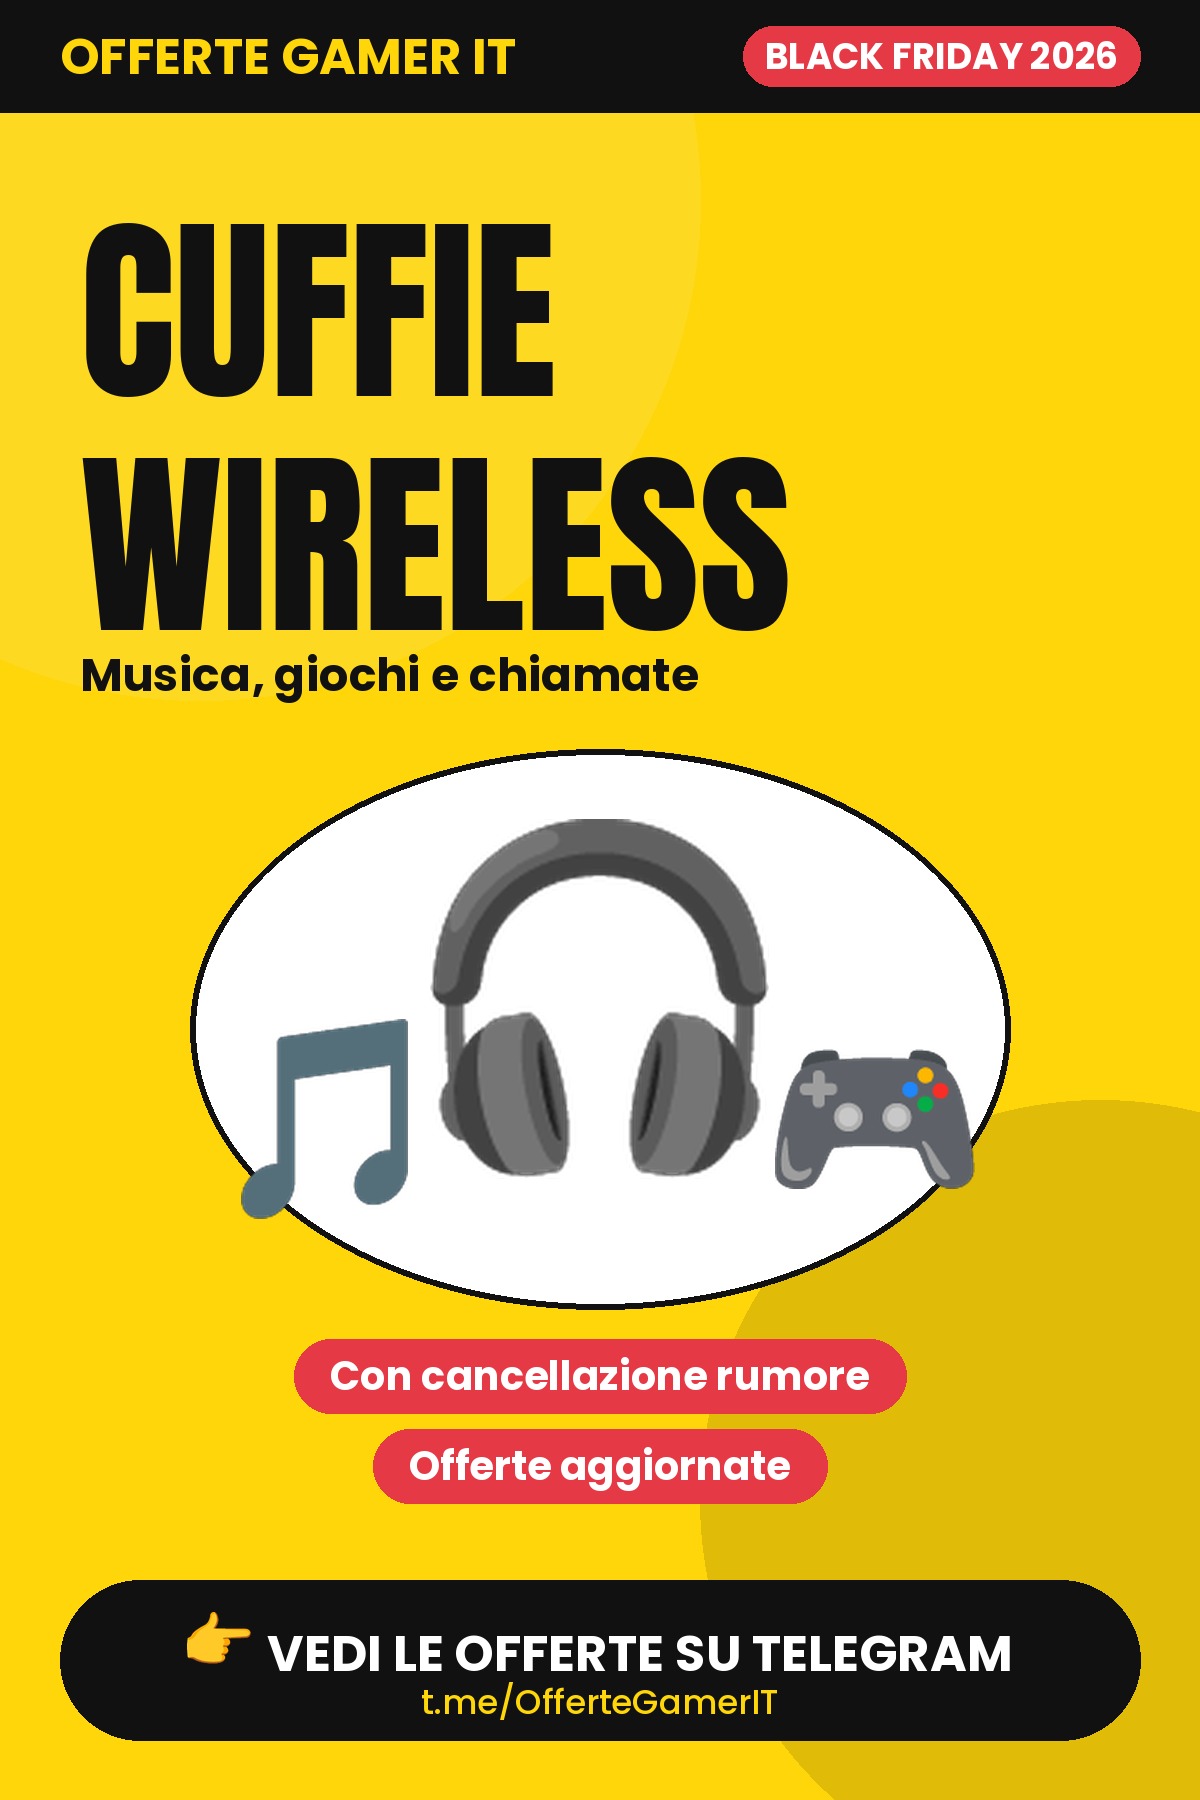 OFFERTE GAMER IT
BLACK FRIDAY 2026
CUFFIE
WIRELESS
Musica, giochi e chiamate
Con cancellazione rumore
Offerte aggiornate
VEDI LE OFFERTE SU TELEGRAM
t.me/OfferteGamerIT